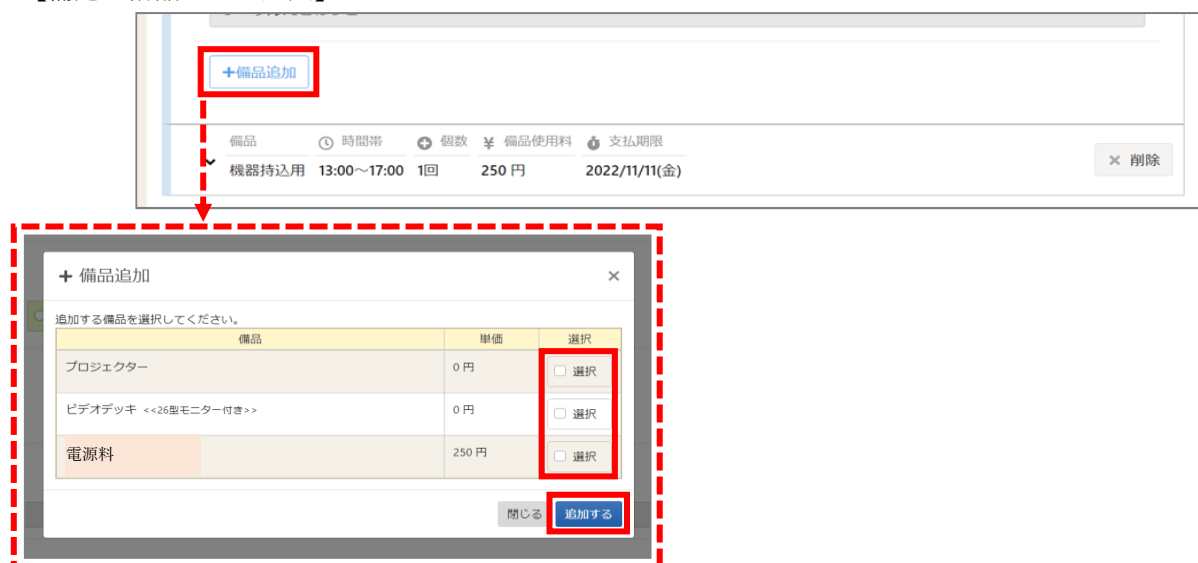 +備品追加
備品 時間帯 個数 ¥ 備品使用料 支払期限
機器持込用 13:00～17:00 1回 250 円 2022/11/11(金)
× 削除
+ 備品追加 ×
追加する備品を選択してください。
備品 単価 選択
プロジェクター 0 円 選択
ビデオデッキ <<26型モニター付き>> 0 円 選択
電源料 250 円 選択
閉じる 追加する